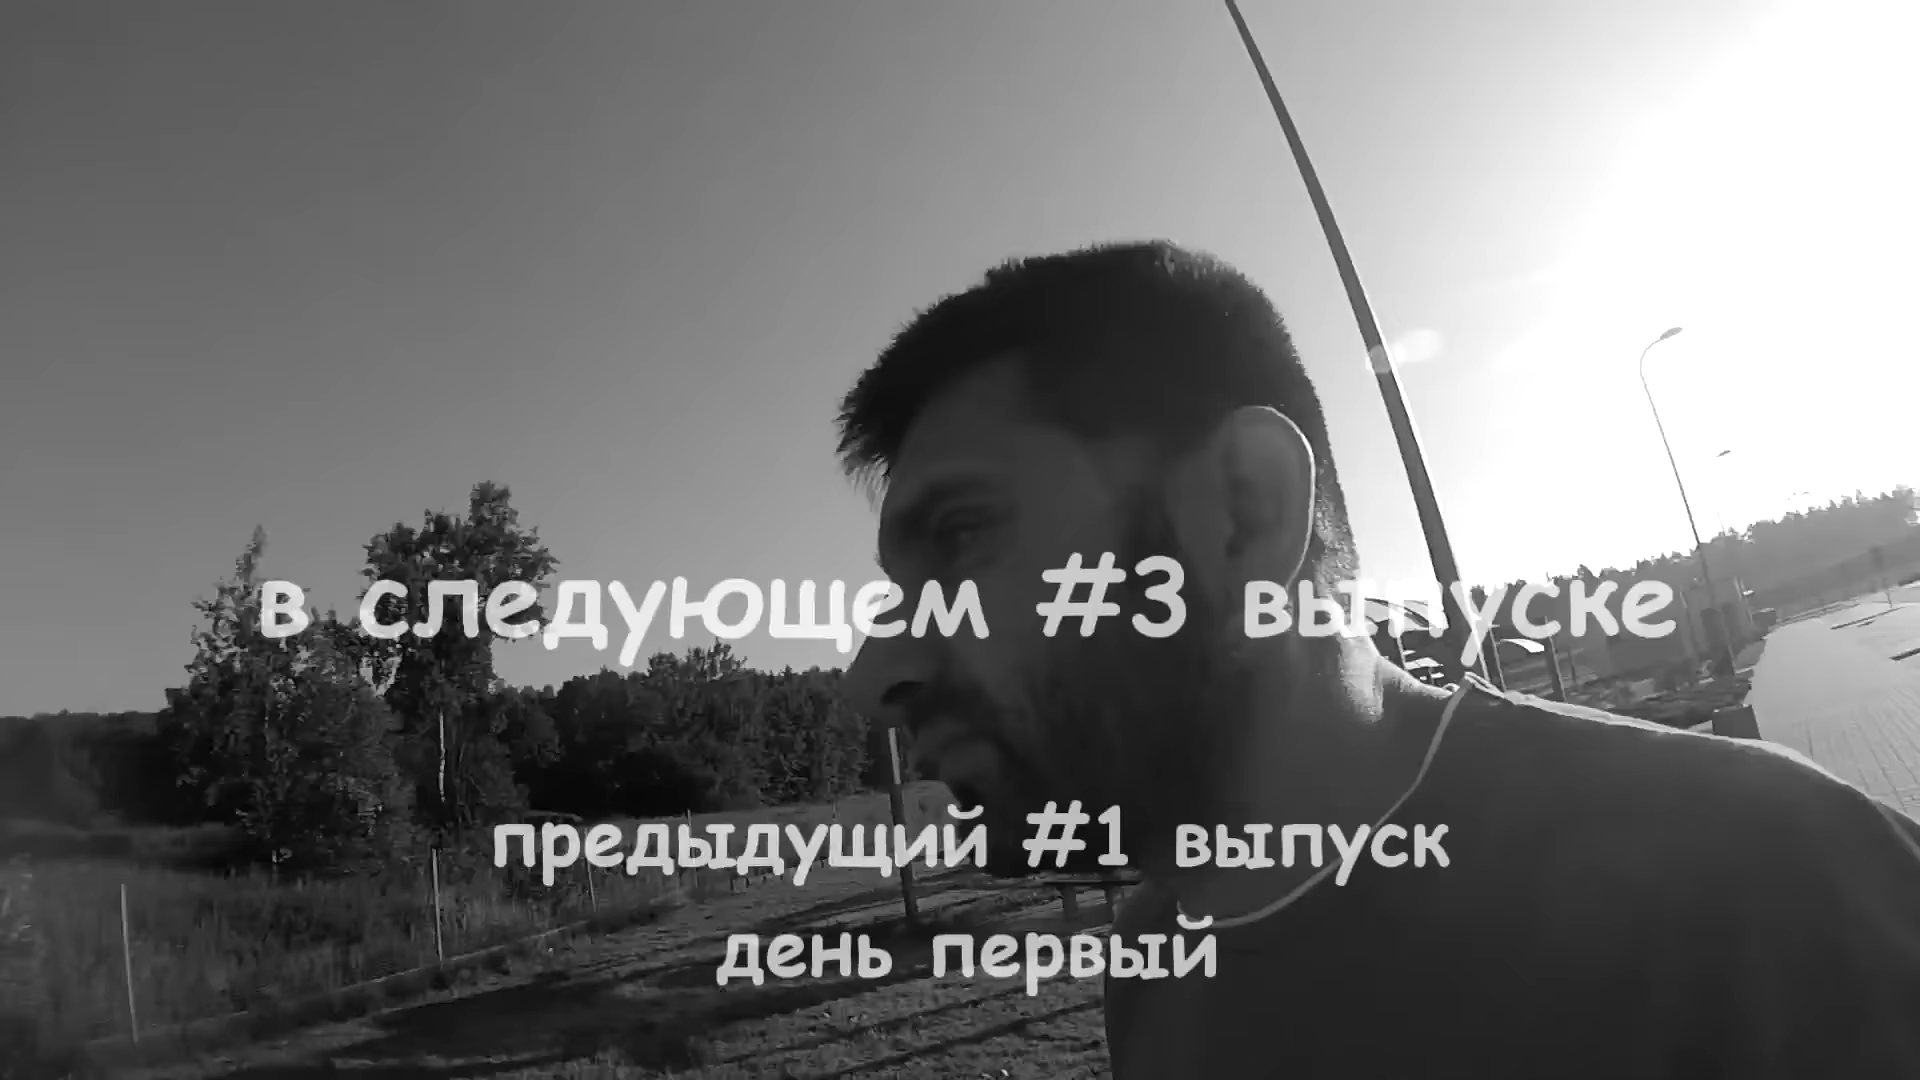 в следующем #3 выпуске
предыдущий #1 выпуск
день первый